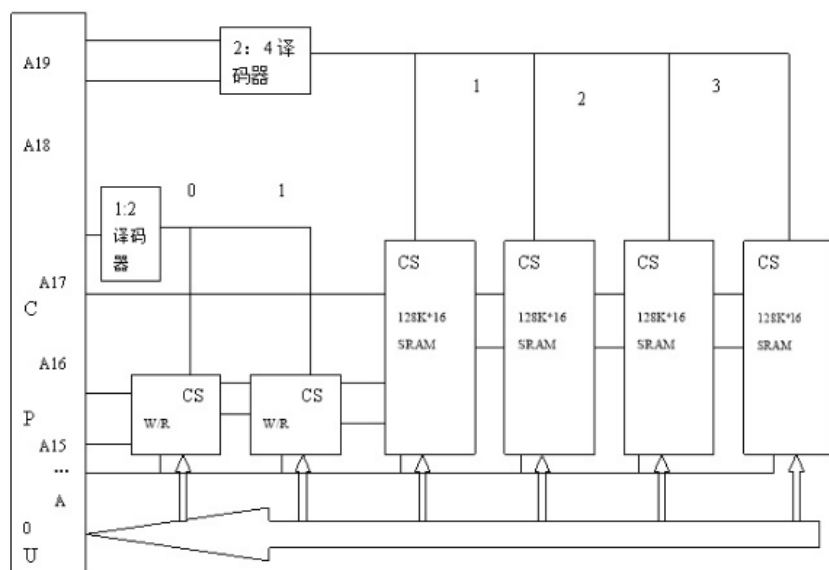 A19
2：4译
码器
1
2
3
A18
0
1
1:2
译码
器
CS
CS
CS
CS
A17
C
128K*16
SRAM
128K*16
SRAM
128K*16
SRAM
128K*16
SRAM
A16
CS
CS
P
W/R
W/R
A15
...
A
0
U